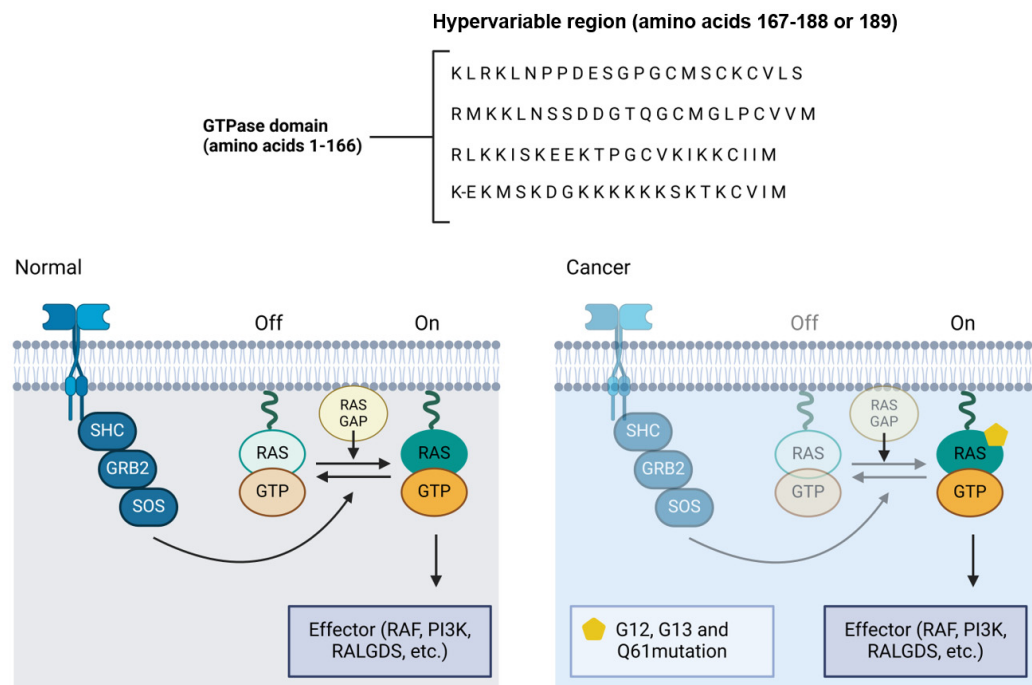 Hypervariable region (amino acids 167-188 or 189)
K L R K L N P P D E S G P G C M S C K C V L S
R M K K L N S S D D G T Q G C M G L P C V V M
GTPase domain
(amino acids 1-166)
R L K K I S K E E K T P G C V K I K K C I I M
K-E K M S K D G K K K K K K S K T K C V I M
Normal
Off
On
SHC
GRB2
SOS
RAS
GAP
RAS
GTP
RAS
GTP
Effector (RAF, PI3K,
RALGDS, etc.)
Cancer
Off
On
SHC
GRB2
SOS
RAS
GAP
RAS
GTP
RAS
GTP
G12, G13 and
Q61mutation
Effector (RAF, PI3K,
RALGDS, etc.)